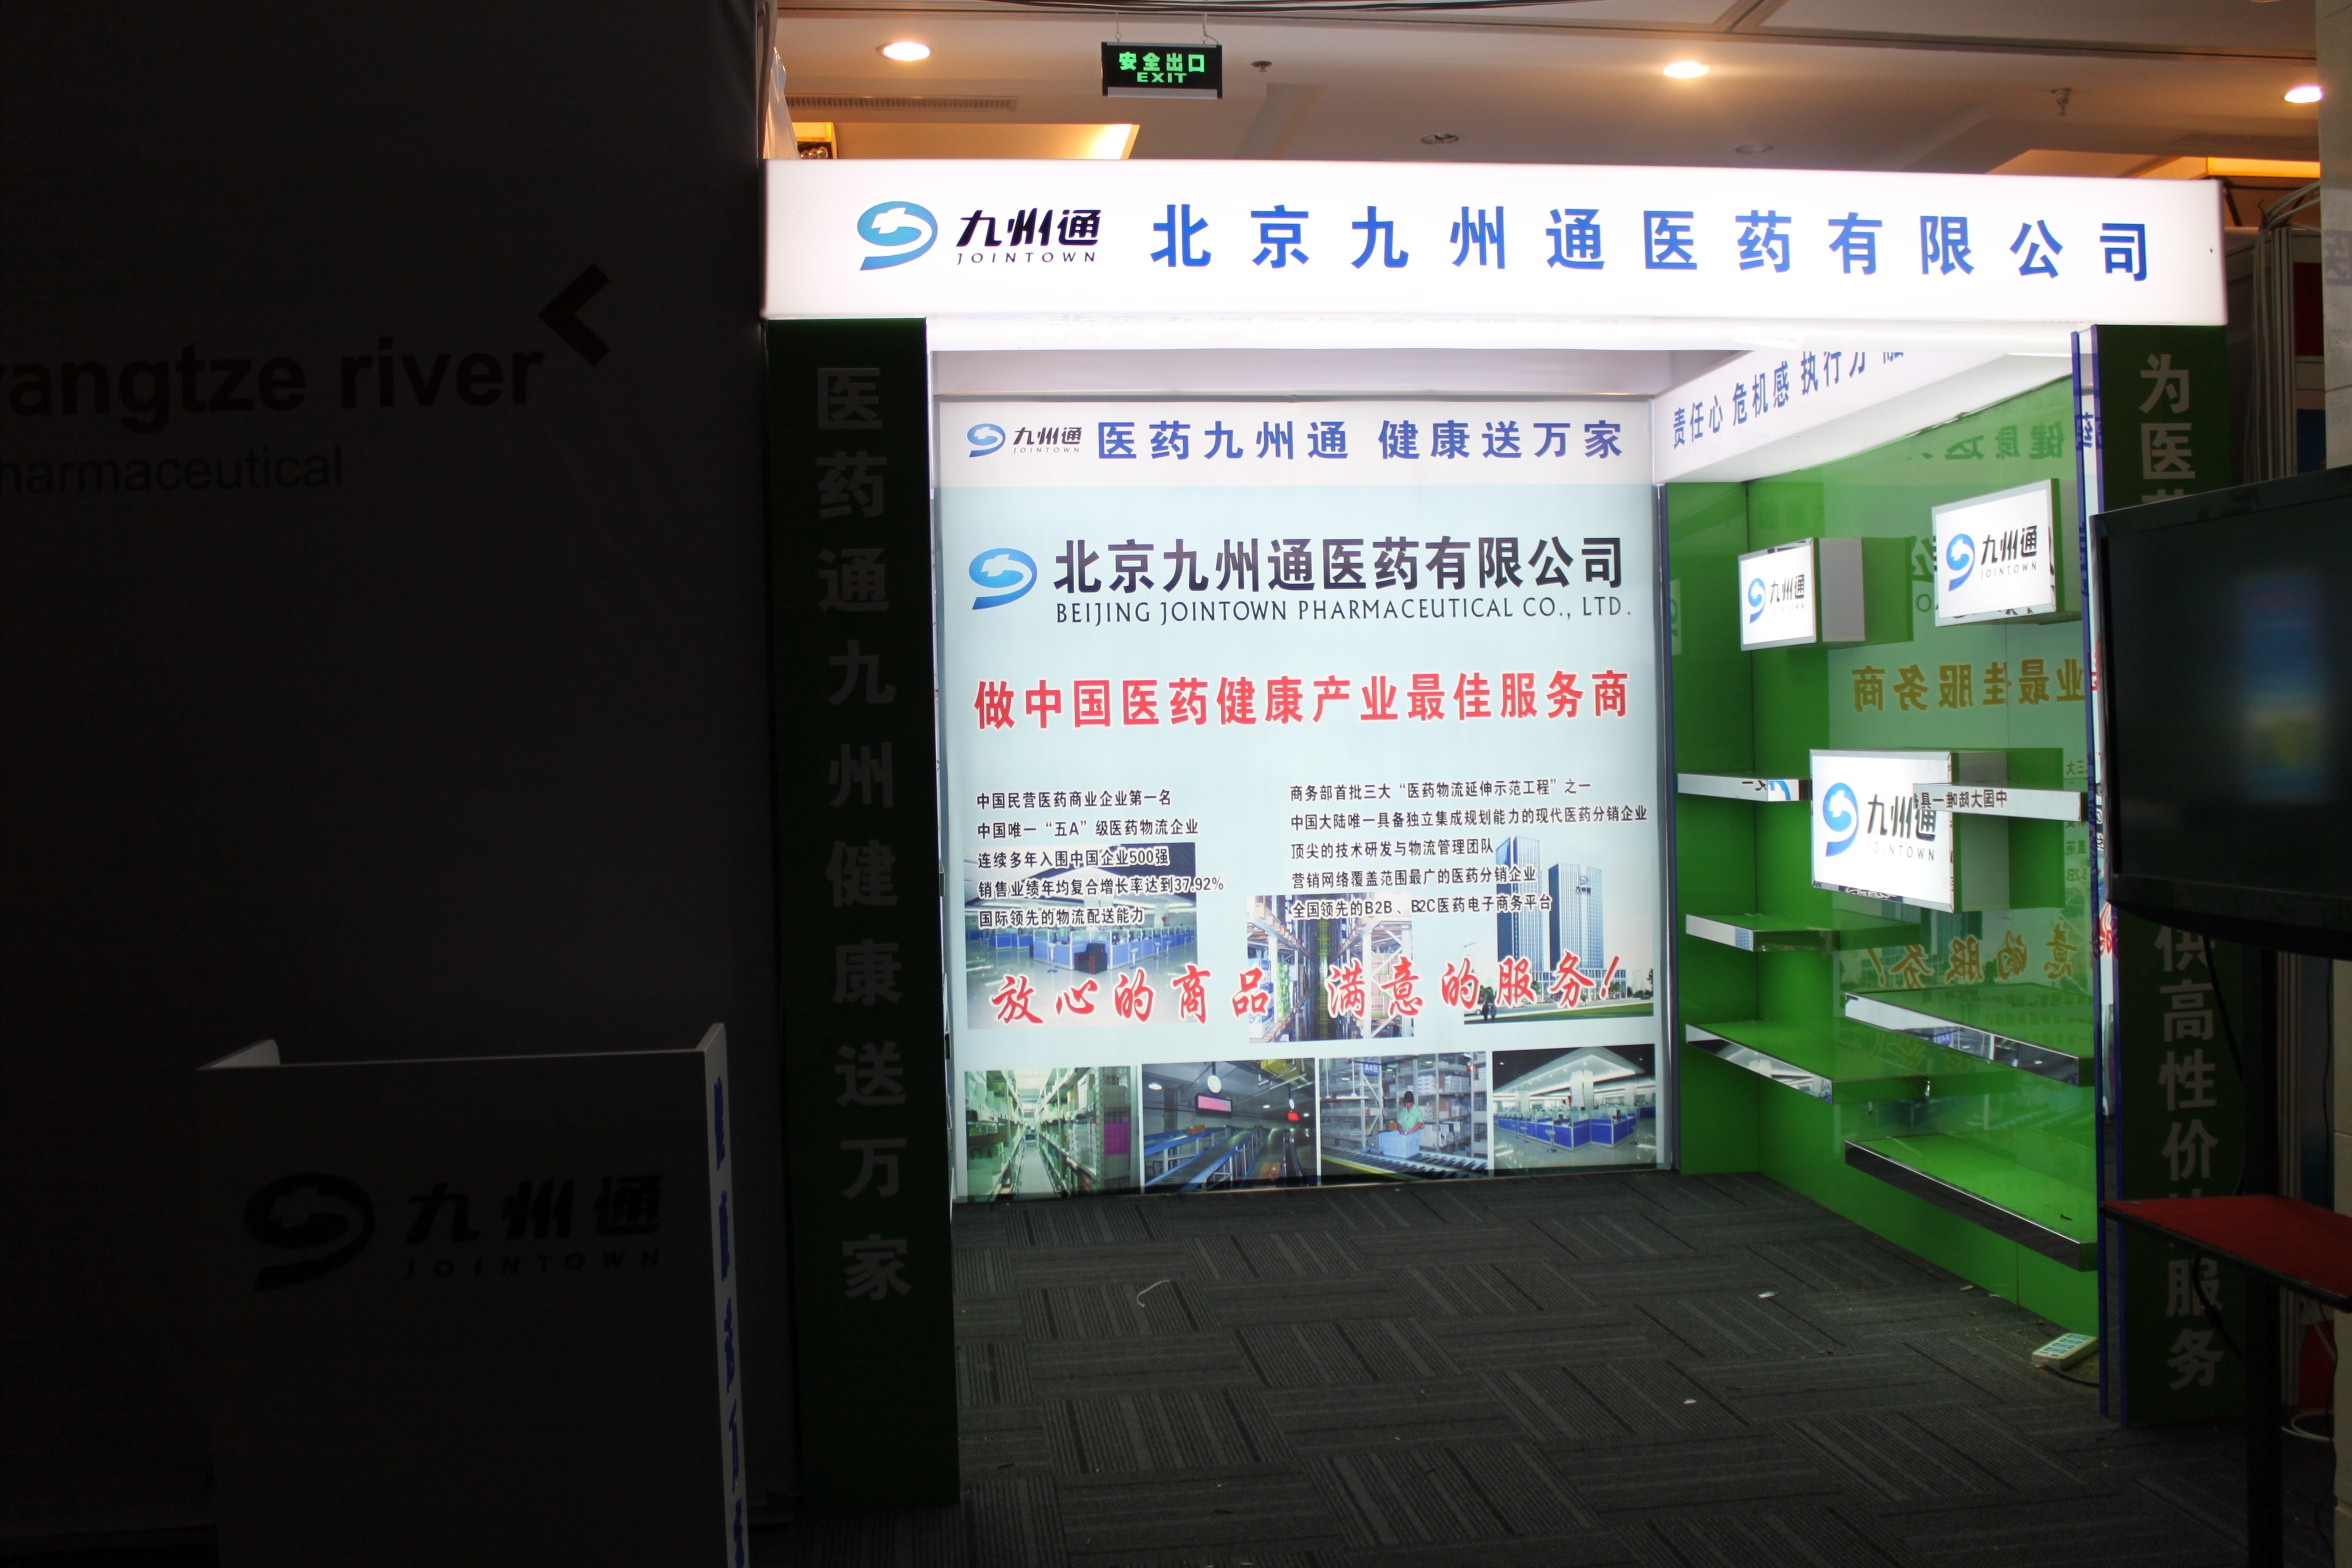 安全出口
EXIT
九州通
JOINTOWN
北京九州通医药有限公司
yangtze river
pharmaceutical
医药通九州健康送万家
九州通
JOINTOWN
医药九州通 健康送万家
北京九州通医药有限公司
BEIJING JOINTOWN PHARMACEUTICAL CO., LTD.
做中国医药健康产业最佳服务商
中国民营医药商业企业第一名
中国唯一“五A”级医药物流企业
连续多年入围中国企业500强
销售业绩年均复合增长率达到37.92%
国际领先的物流配送能力
商务部首批三大“医药物流延伸示范工程”之一
中国大陆唯一具备独立集成规划能力的现代医药分销企业
顶尖的技术研发与物流管理团队
营销网络覆盖范围最广的医药分销企业
全国领先的B2B、B2C医药电子商务平台
放心的商品 满意的服务!
责任心 危机感 执行力
九州通
JOINTOWN
九州通
JOINTOWN
九州通
JOINTOWN
为医
供高性价
服务
九州通
JOINTOWN